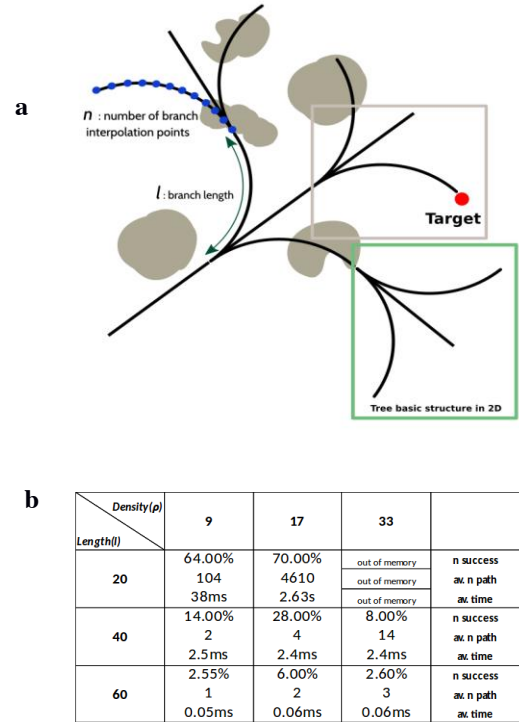 a
n : number of branch
interpolation points
l : branch length
Target
Tree basic structure in 2D
b
Density(ρ)
Length(l)
9 17 33
20
64.00% 70.00% out of memory n success
104 4610 out of memory av. n path
38ms 2.63s out of memory av. time
40
14.00% 28.00% 8.00% n success
2 4 14 av. n path
2.5ms 2.4ms 2.4ms av. time
60
2.55% 6.00% 2.60% n success
1 2 3 av. n path
0.05ms 0.06ms 0.06ms av. time